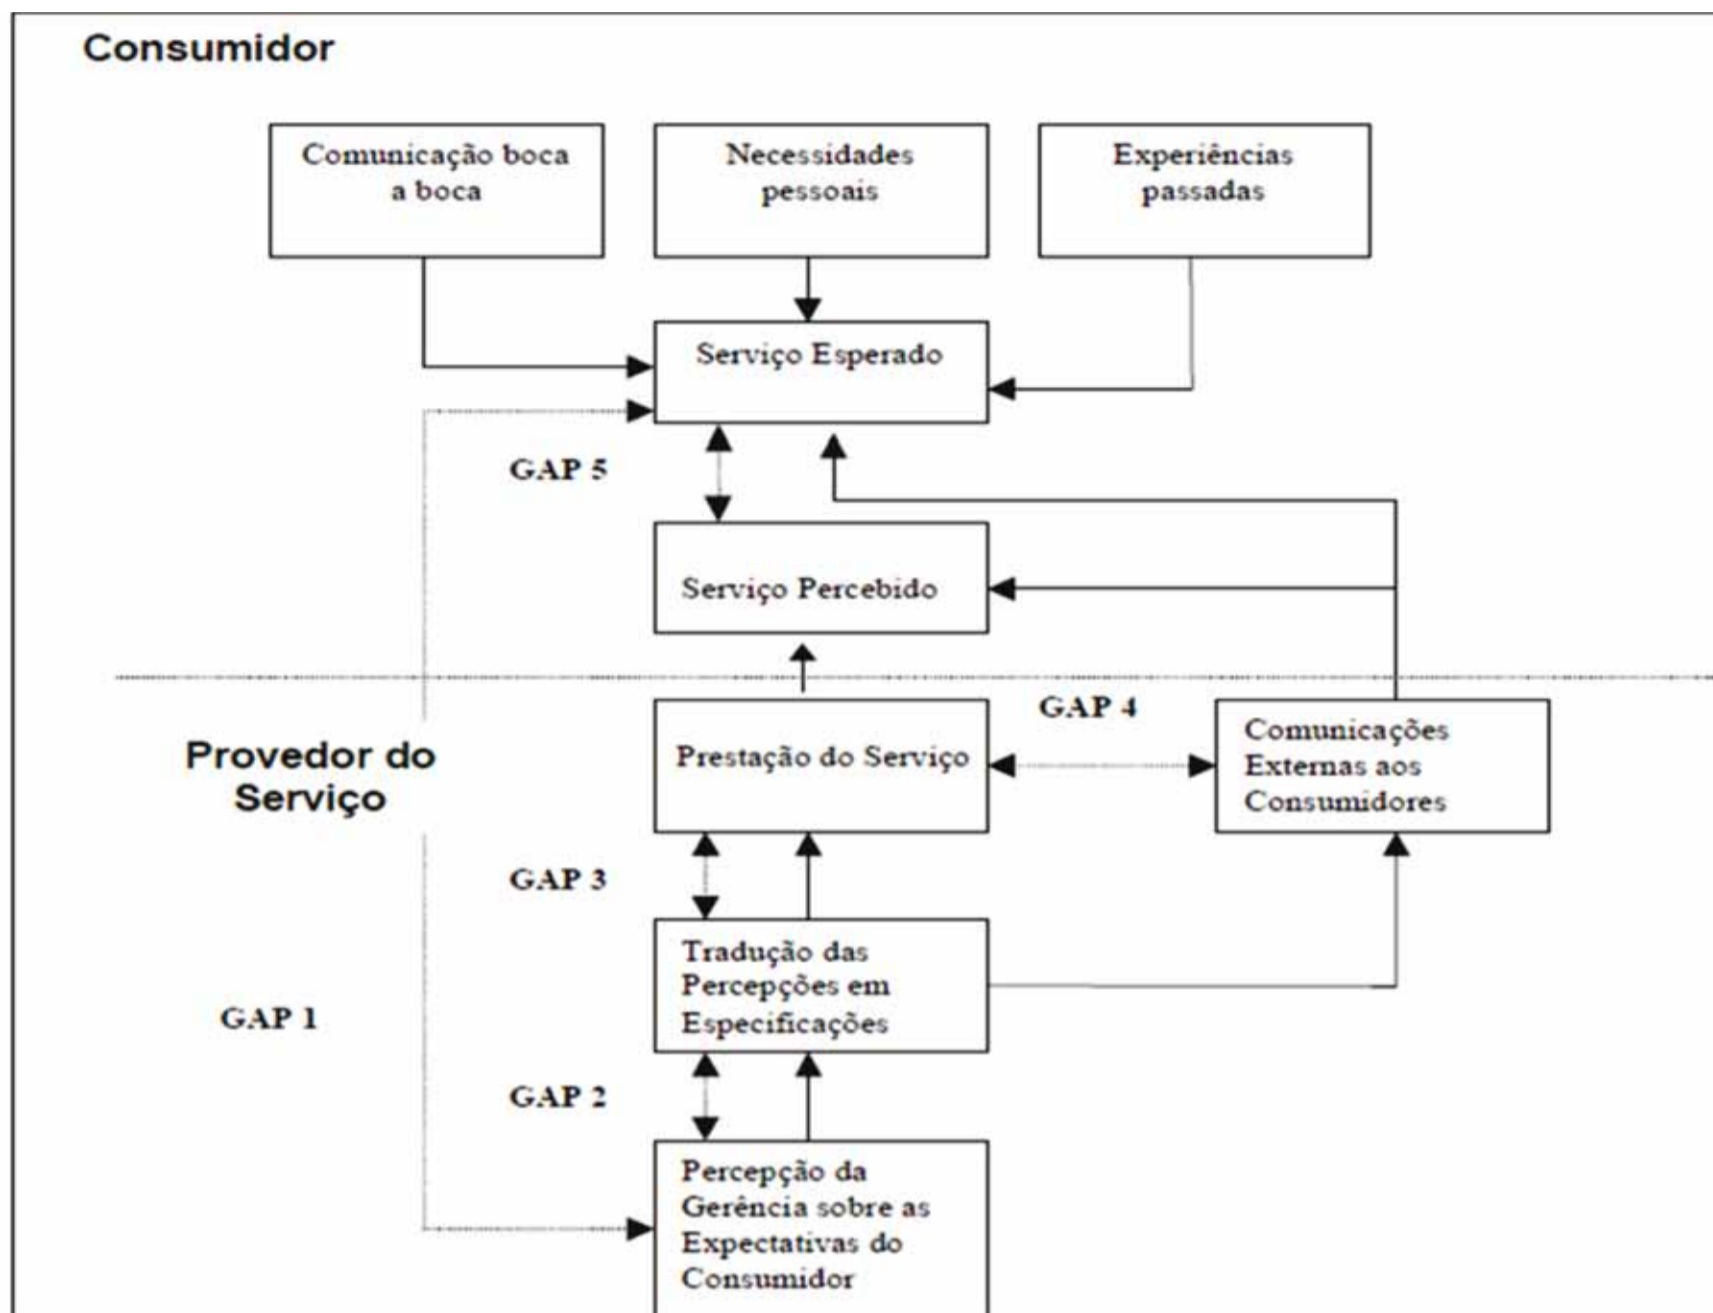 Consumidor
Comunicação boca
a boca
Necessidades
pessoais
Experiências
passadas
Serviço Esperado
GAP 5
Serviço Percebido
GAP 4
Provedor do
Serviço
Prestação do Serviço
Comunicações
Externas aos
Consumidores
GAP 3
Tradução das
Percepções em
Especificações
GAP 1
GAP 2
Percepção da
Gerência sobre as
Expectativas do
Consumidor